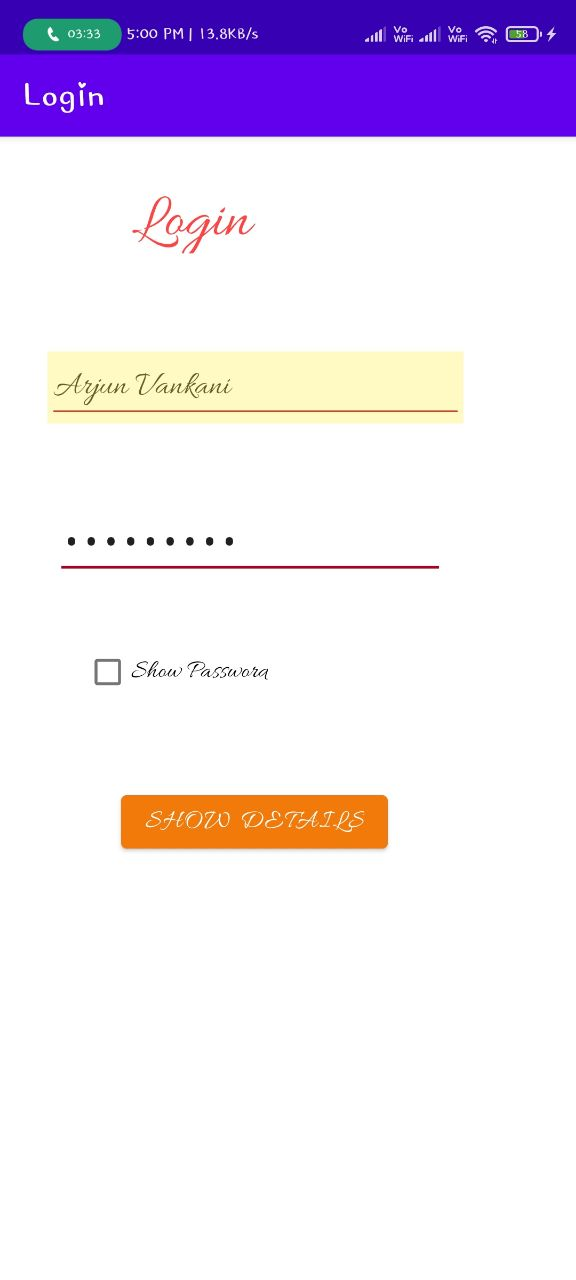 03:33 5:00 PM | 13.8KB/s Vo WiFi Vo WiFi 58
Login
Login
Arjun Vankani
•••••••••
Show Password
SHOW DETAILS